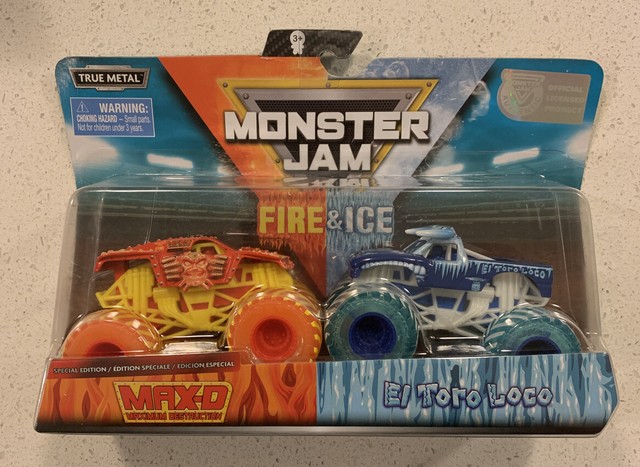 3+
TRUE METAL
WARNING:
CHOKING HAZARD – Small parts.
Not for children under 3 years.
OFFICIAL
MONSTER
JAM
FIRE & ICE
El Toro Loco
SPECIAL EDITION / ÉDITION SPÉCIALE / EDICIÓN ESPECIAL
MAX-D
MAXIMUM DESTRUCTION
El Toro Loco